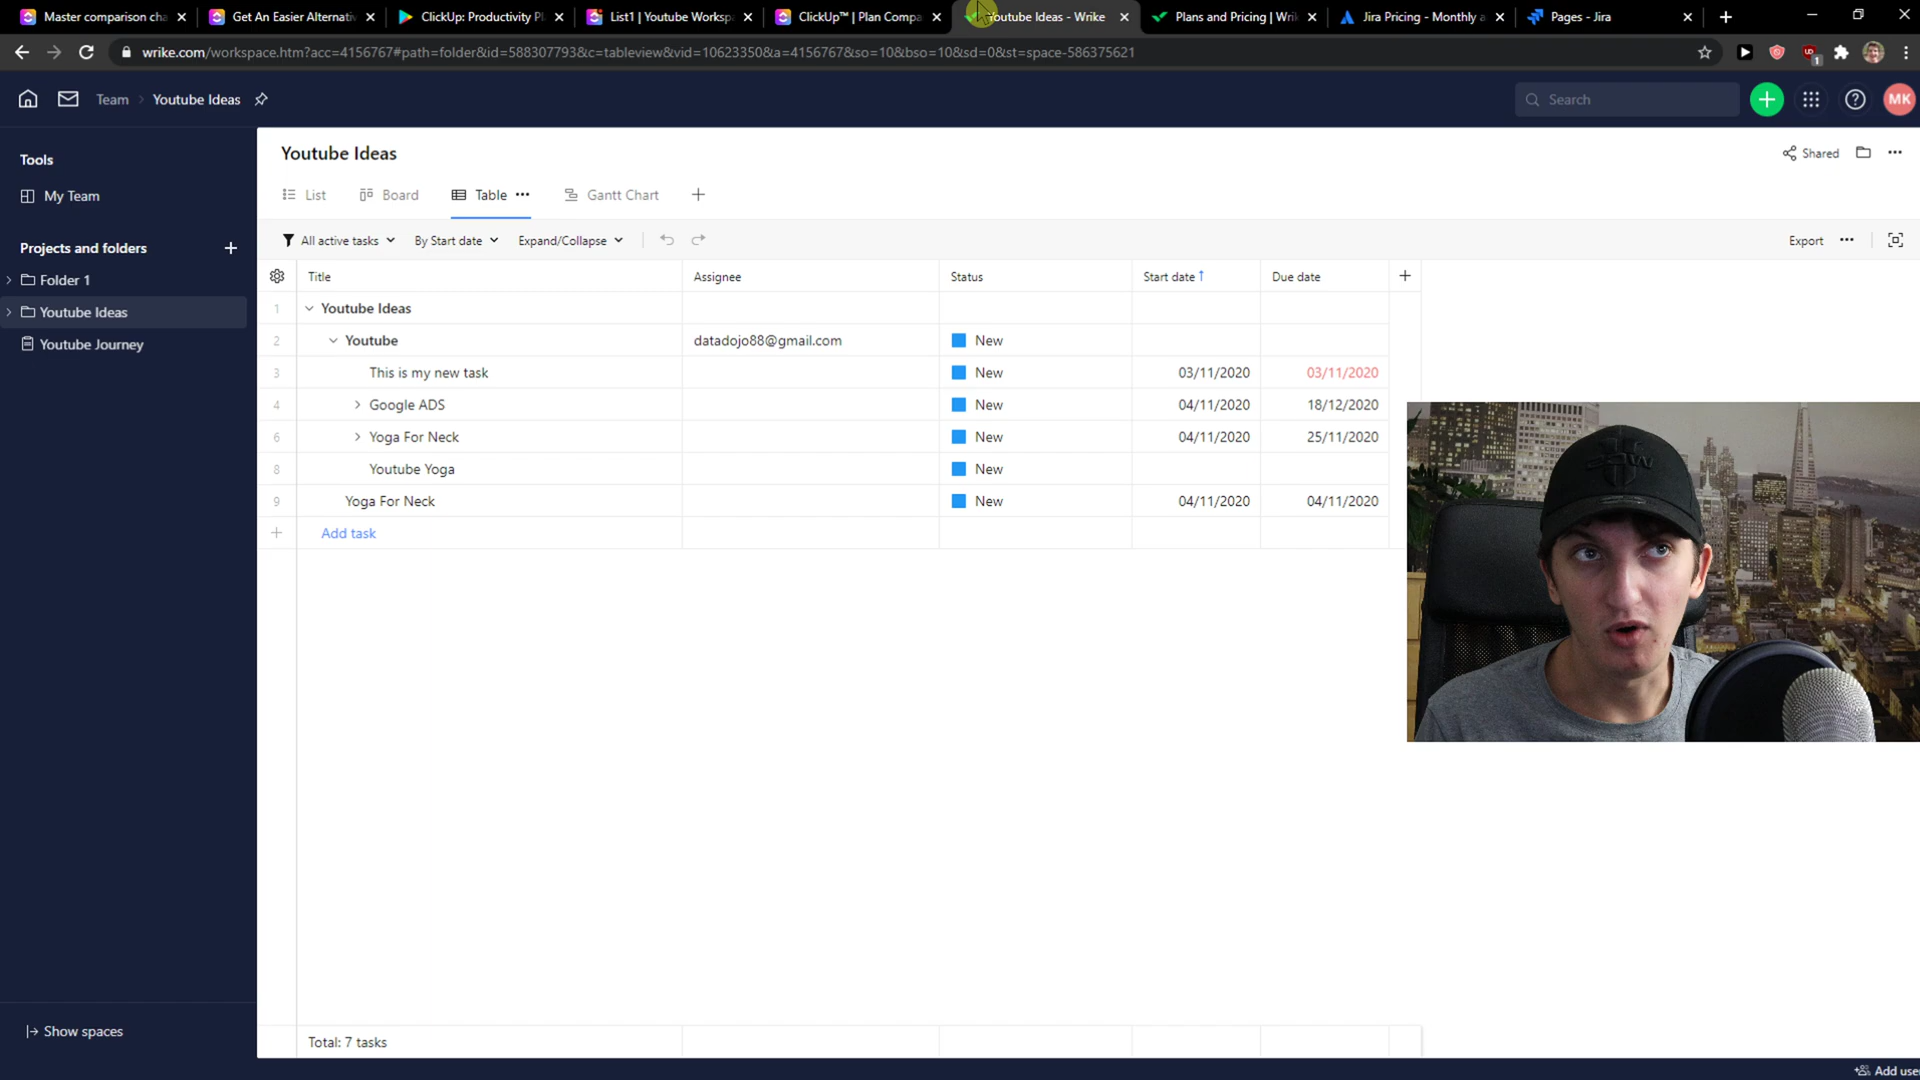 Master comparison cha
Get An Easier Alternativ
ClickUp: Productivity Pl
List1 | Youtube Worksp
ClickUp™ | Plan Compa
Youtube Ideas - Wrike
Plans and Pricing | Wrik
Jira Pricing - Monthly a
Pages - Jira
wrike.com/workspace.htm?acc=4156767#path=folder&id=588307793&c=tableview&vid=10623350&a=4156767&so=10&bso=10&sd=0&st=space-586375621
1
Team
Youtube Ideas
Search
MK
Tools
My Team
Projects and folders
Folder 1
Youtube Ideas
Youtube Journey
Show spaces
Youtube Ideas
Shared
List
Board
Table
Gantt Chart
All active tasks
By Start date
Expand/Collapse
Export
Title Assignee Status Start date Due date
1 Youtube Ideas
2 Youtube datadojo88@gmail.com New
3 This is my new task New 03/11/2020 03/11/2020
4 Google ADS New 04/11/2020 18/12/2020
6 Yoga For Neck New 04/11/2020 25/11/2020
8 Youtube Yoga New
9 Yoga For Neck New 04/11/2020 04/11/2020
Add task
Total: 7 tasks
Add use